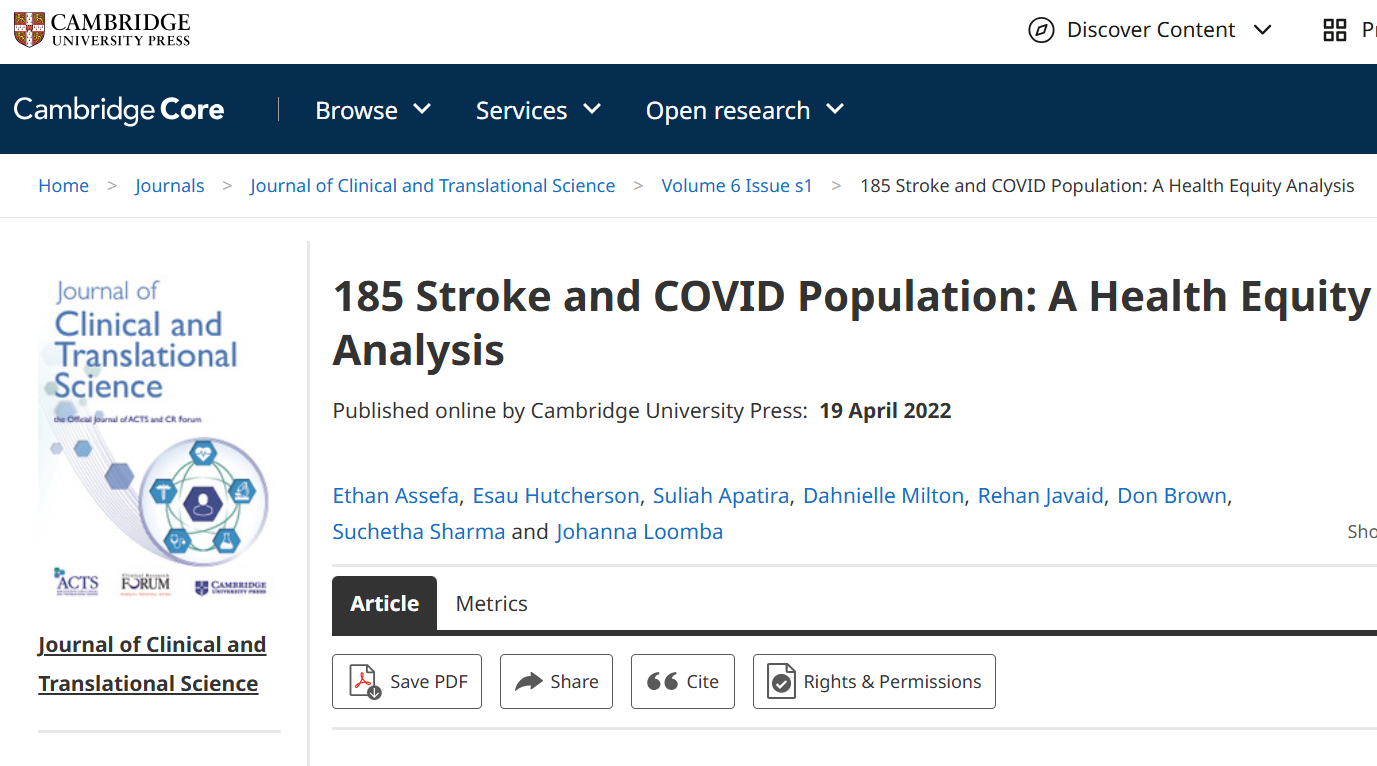 CAMBRIDGE
UNIVERSITY PRESS
Discover Content
Cambridge Core
Browse
Services
Open research
Home > Journals > Journal of Clinical and Translational Science > Volume 6 Issue s1 > 185 Stroke and COVID Population: A Health Equity Analysis
Journal of
Clinical and
Translational
Science
the Official Journal of ACTS and CR Forum
ACTS
FORUM
CAMBRIDGE
UNIVERSITY PRESS
Journal of Clinical and
Translational Science
185 Stroke and COVID Population: A Health Equity
Analysis
Published online by Cambridge University Press: 19 April 2022
Ethan Assefa, Esau Hutcherson, Suliah Apatira, Dahnielle Milton, Rehan Javaid, Don Brown,
Suchetha Sharma and Johanna Loomba
Article
Metrics
Save PDF
Share
Cite
Rights & Permissions